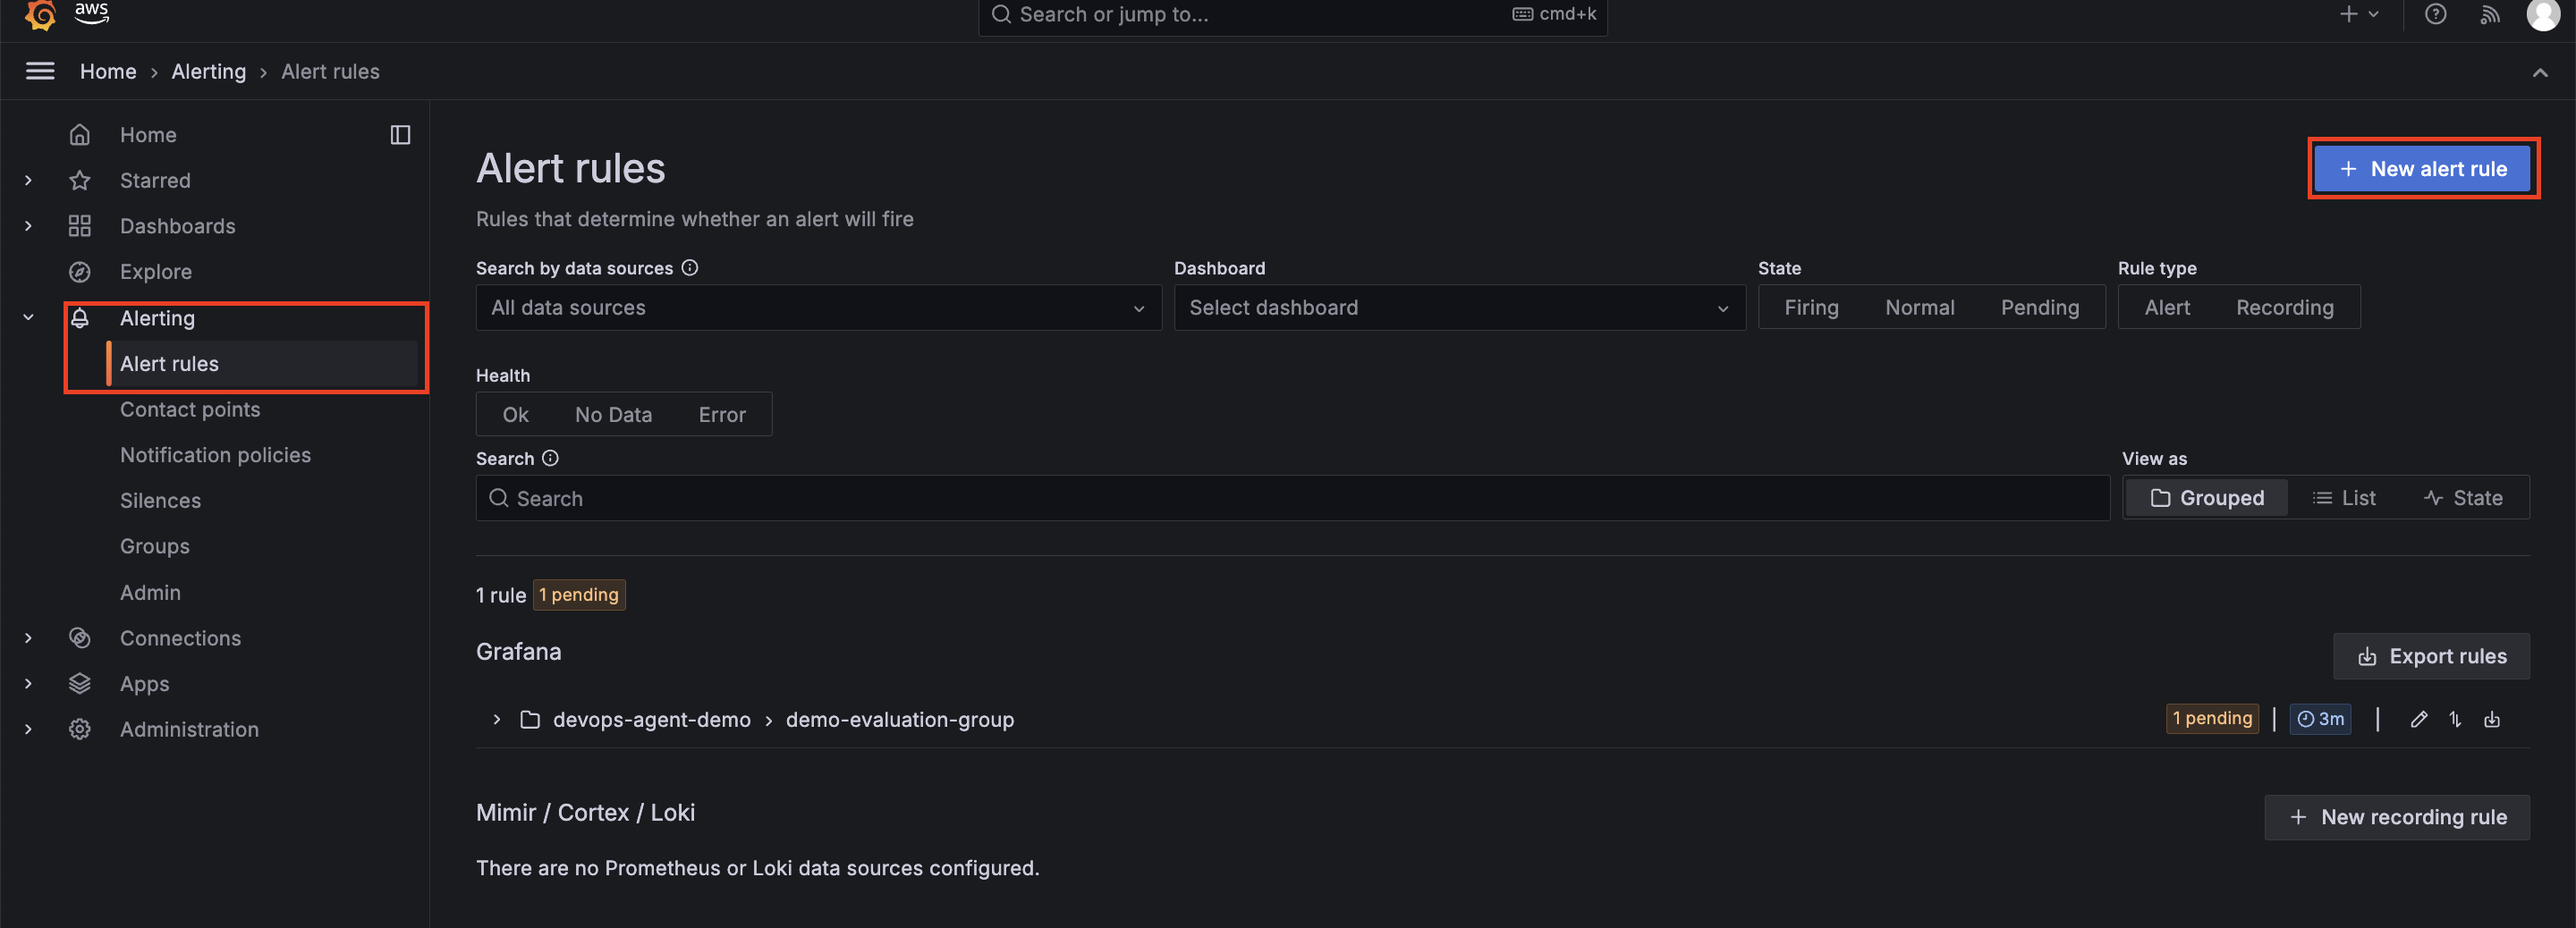 aws
Search or jump to...
cmd+k
Home > Alerting > Alert rules
Home
Starred
Dashboards
Explore
Alerting
Alert rules
Contact points
Notification policies
Silences
Groups
Admin
Connections
Apps
Administration
Alert rules
+ New alert rule
Rules that determine whether an alert will fire
Search by data sources
Dashboard
State
Rule type
All data sources
Select dashboard
Firing Normal Pending
Alert Recording
Health
Ok No Data Error
Search
View as
Search
Grouped List State
1 rule 1 pending
Grafana
Export rules
devops-agent-demo > demo-evaluation-group
1 pending | 3m |
Mimir / Cortex / Loki
+ New recording rule
There are no Prometheus or Loki data sources configured.